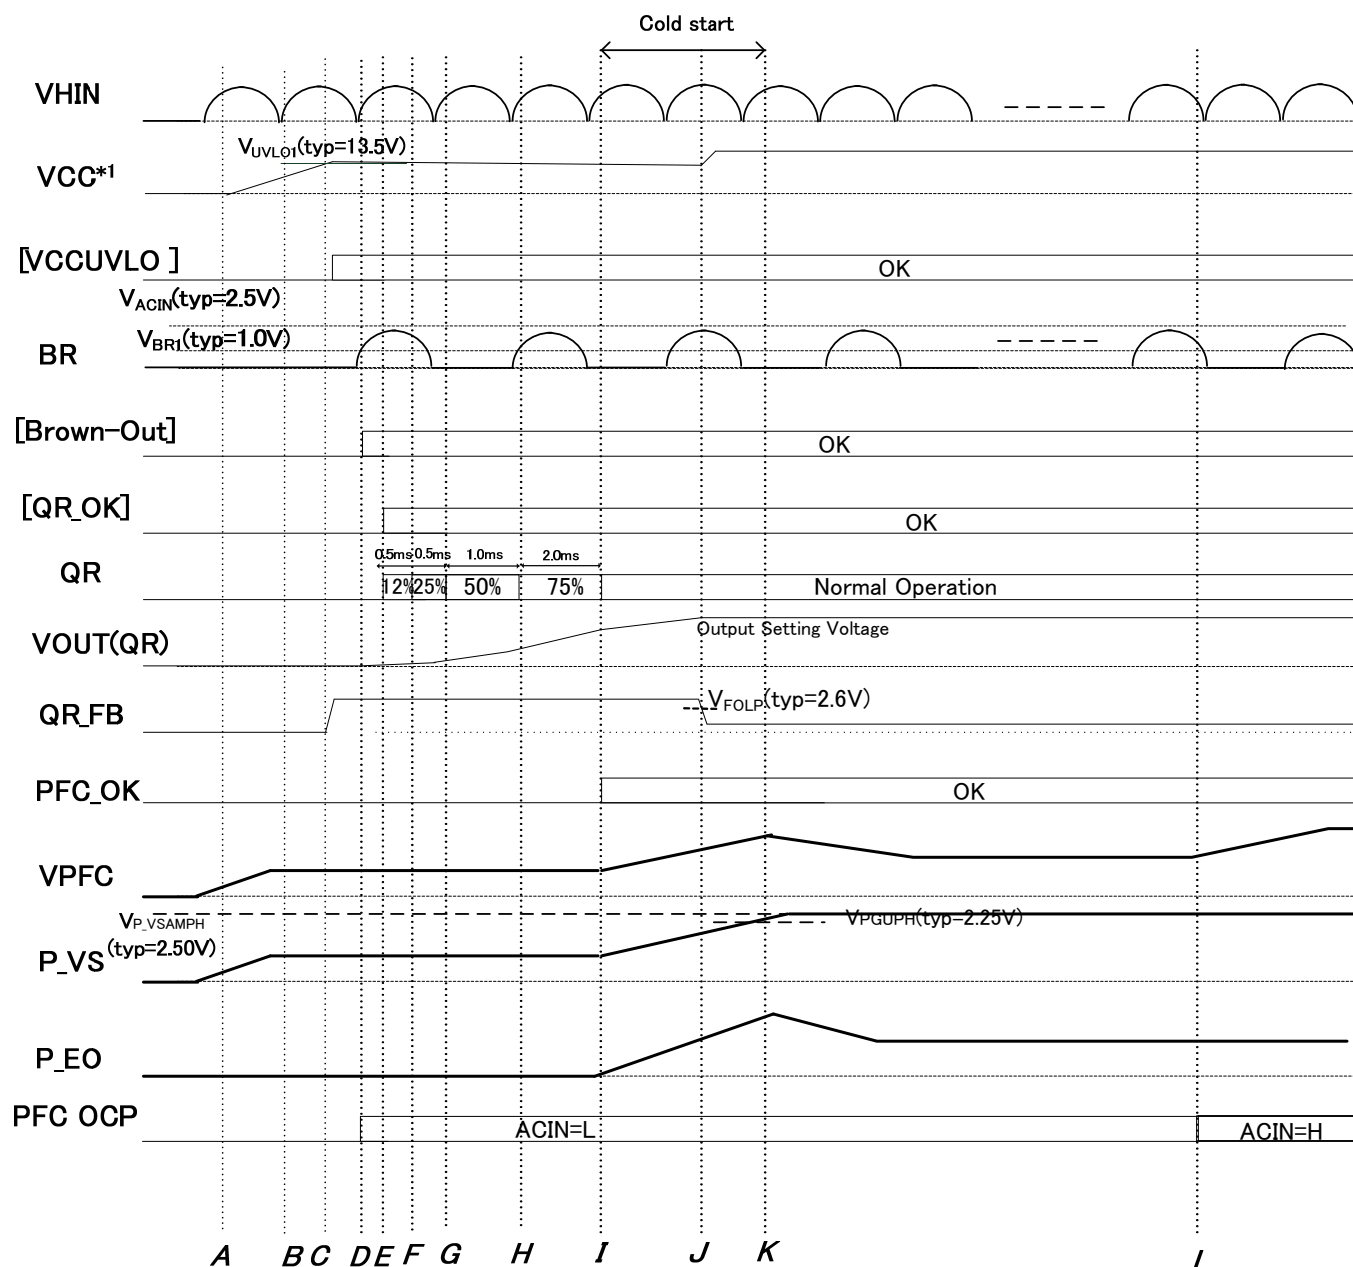 Cold start
VHIN
VUVLO1(typ=13.5V)
VCC*1
[VCCUVLO ]
OK
VACIN(typ=2.5V)
VBR1(typ=1.0V)
BR
[Brown-Out]
OK
[QR_OK]
OK
0.5ms 0.5ms 1.0ms 2.0ms
QR
12% 25% 50% 75% Normal Operation
VOUT(QR)
Output Setting Voltage
VFOLP(typ=2.6V)
QR_FB
PFC_OK
OK
VPFC
VP_VSAMPH
(typ=2.50V)
VPGUPH(typ=2.25V)
P_VS
P_EO
PFC OCP
ACIN=L ACIN=H
A B C D E F G H I J K